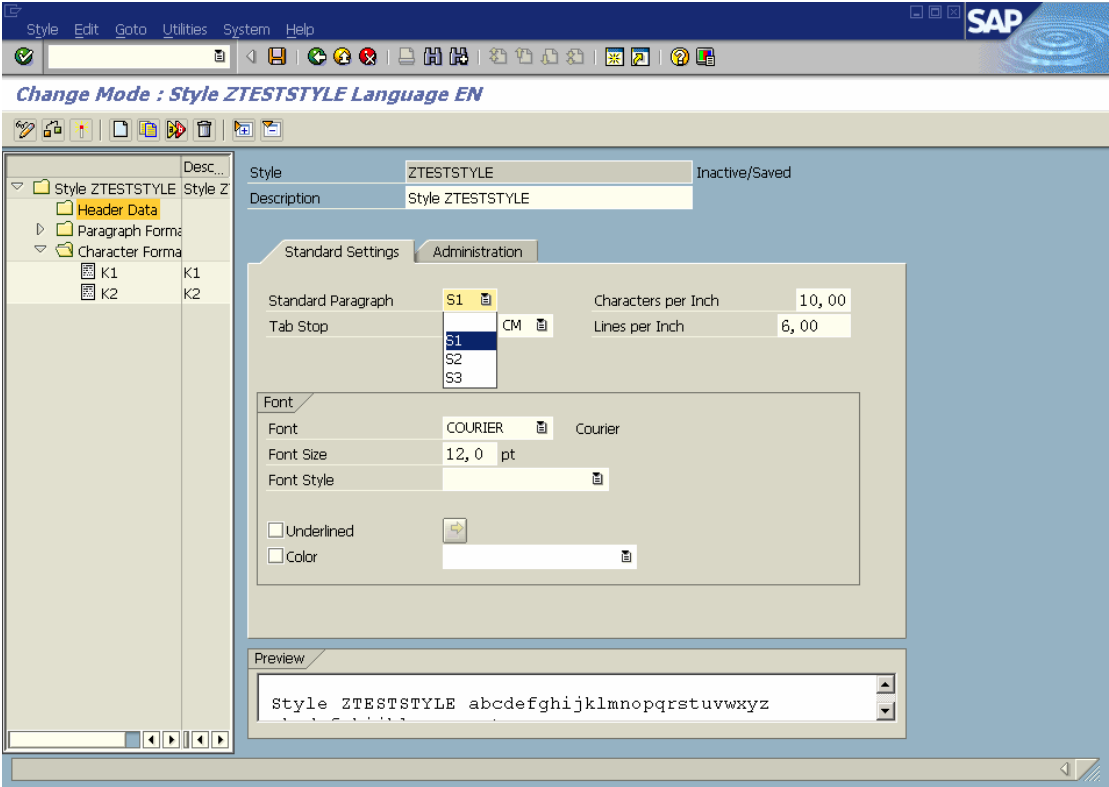 Style Edit Goto Utilities System Help
SAP
Change Mode : Style ZTESTSTYLE Language EN
Desc...
Style ZTESTSTYLE Style Z
Header Data
Paragraph Forma
Character Forma
K1 K1
K2 K2
Style ZTESTSTYLE Inactive/Saved
Description Style ZTESTSTYLE
Standard Settings Administration
Standard Paragraph S1 Characters per Inch 10,00
Tab Stop CM Lines per Inch 6,00
S1
S2
S3
Font
Font COURIER Courier
Font Size 12,0 pt
Font Style
Underlined
Color
Preview
Style ZTESTSTYLE abcdefghijklmnopqrstuvwxyz